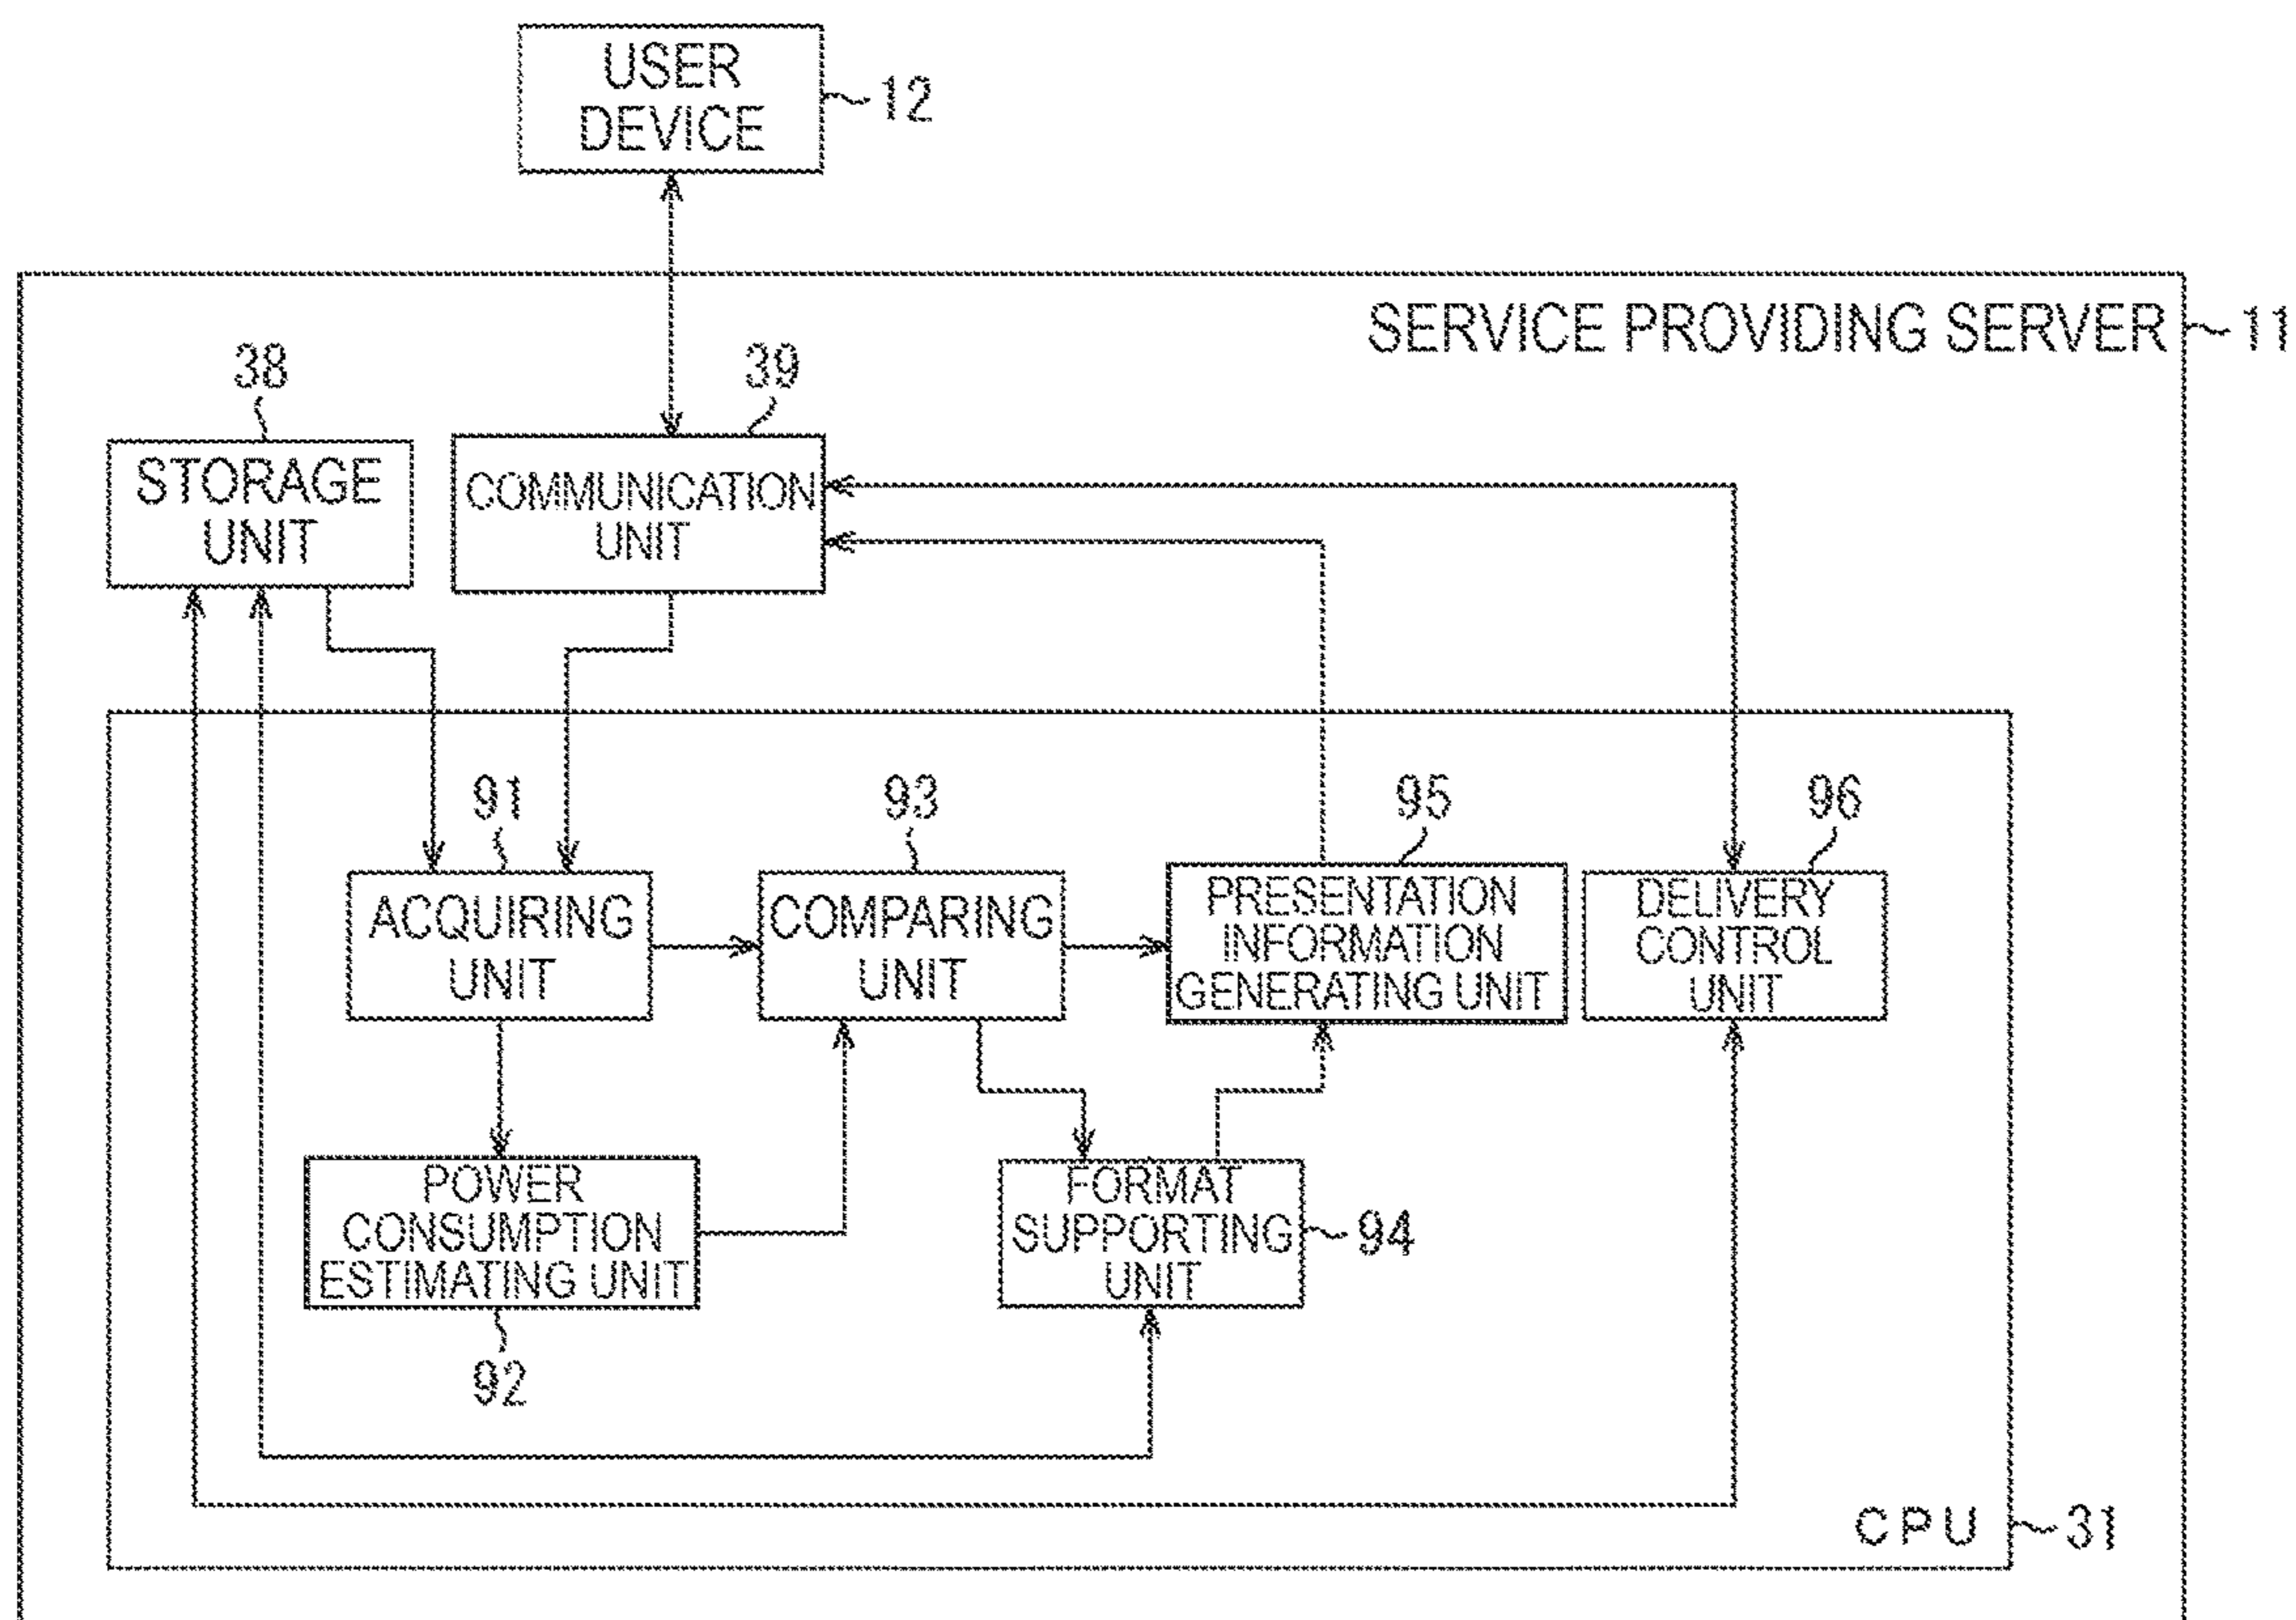 USER
DEVICE
12
SERVICE PROVIDING SERVER
11
38
39
STORAGE
UNIT
COMMUNICATION
UNIT
91
93
95
96
ACQUIRING
UNIT
COMPARING
UNIT
PRESENTATION
INFORMATION
GENERATING UNIT
DELIVERY
CONTROL
UNIT
POWER
CONSUMPTION
ESTIMATING UNIT
FORMAT
SUPPORTING
UNIT
94
92
CPU
31